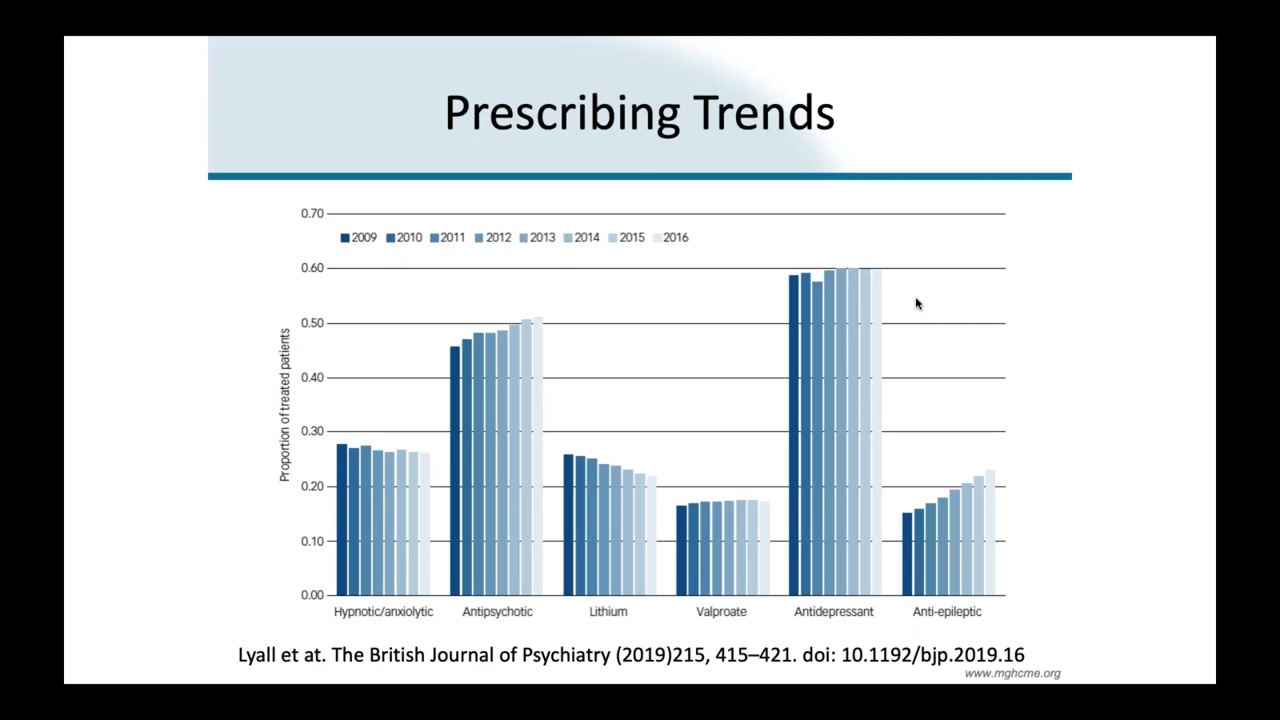 Prescribing Trends
0.70
2009 2010 2011 2012 2013 2014 2015 2016
0.60
0.50
0.40
0.30
0.20
0.10
0.00
Proportion of treated patients
Hypnotic/anxiolytic Antipsychotic Lithium Valproate Antidepressant Anti-epileptic
Lyall et at. The British Journal of Psychiatry (2019)215, 415–421. doi: 10.1192/bjp.2019.16
www.mghcme.org